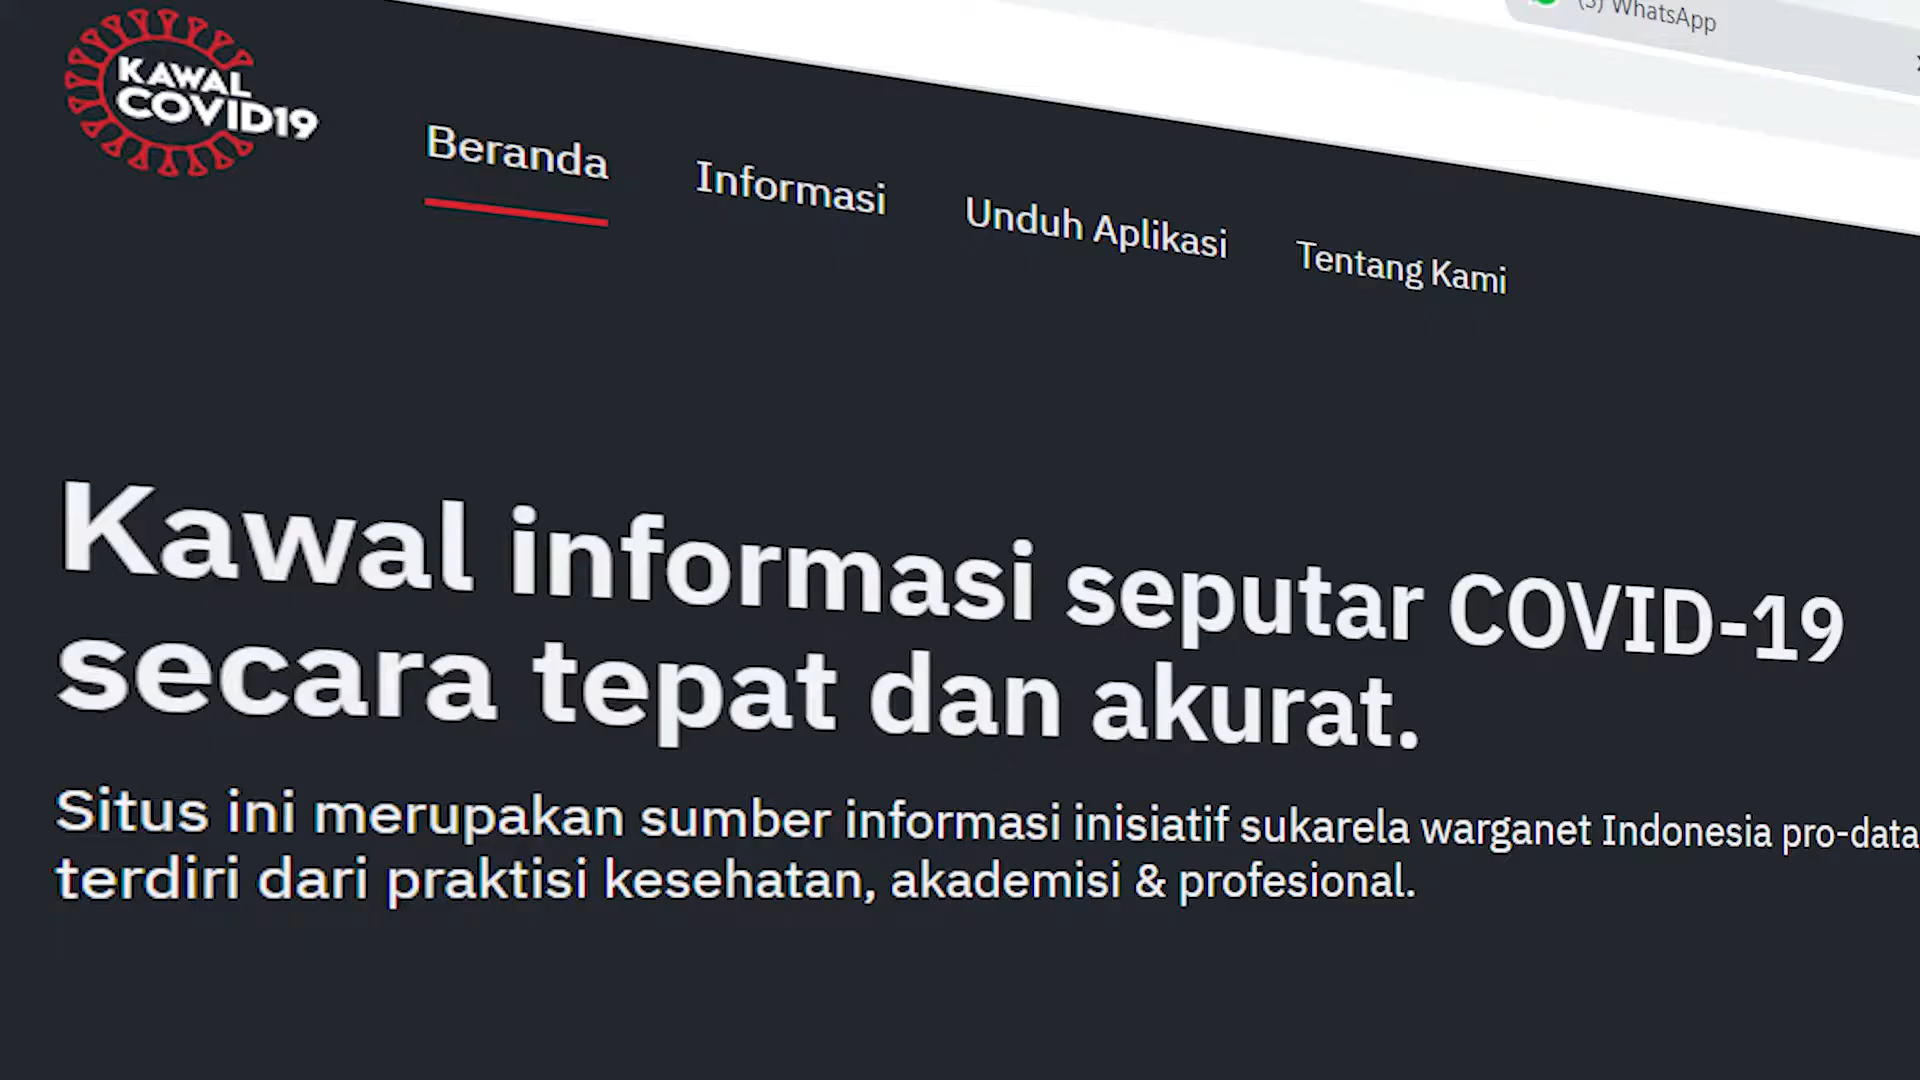 (3) WhatsApp
KAWAL
COVID19
Beranda
Informasi
Unduh Aplikasi
Tentang Kami
Kawal informasi seputar COVID-19
secara tepat dan akurat.
Situs ini merupakan sumber informasi inisiatif sukarela warganet Indonesia pro-data
terdiri dari praktisi kesehatan, akademisi & profesional.